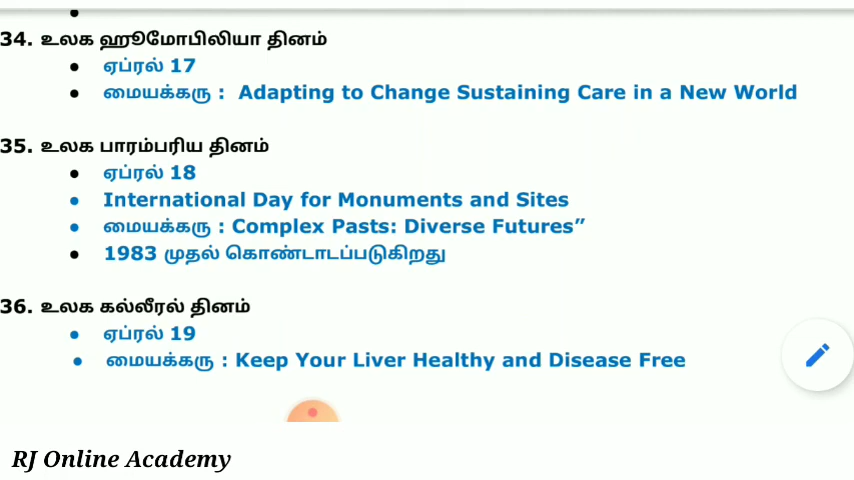 34. உலக ஹூமோபிலியா தினம்
• ஏப்ரல் 17
• மையக்கரு : Adapting to Change Sustaining Care in a New World
35. உலக பாரம்பரிய தினம்
• ஏப்ரல் 18
• International Day for Monuments and Sites
• மையக்கரு : Complex Pasts: Diverse Futures”
• 1983 முதல் கொண்டாடப்படுகிறது
36. உலக கல்லீரல் தினம்
• ஏப்ரல் 19
• மையக்கரு : Keep Your Liver Healthy and Disease Free
RJ Online Academy